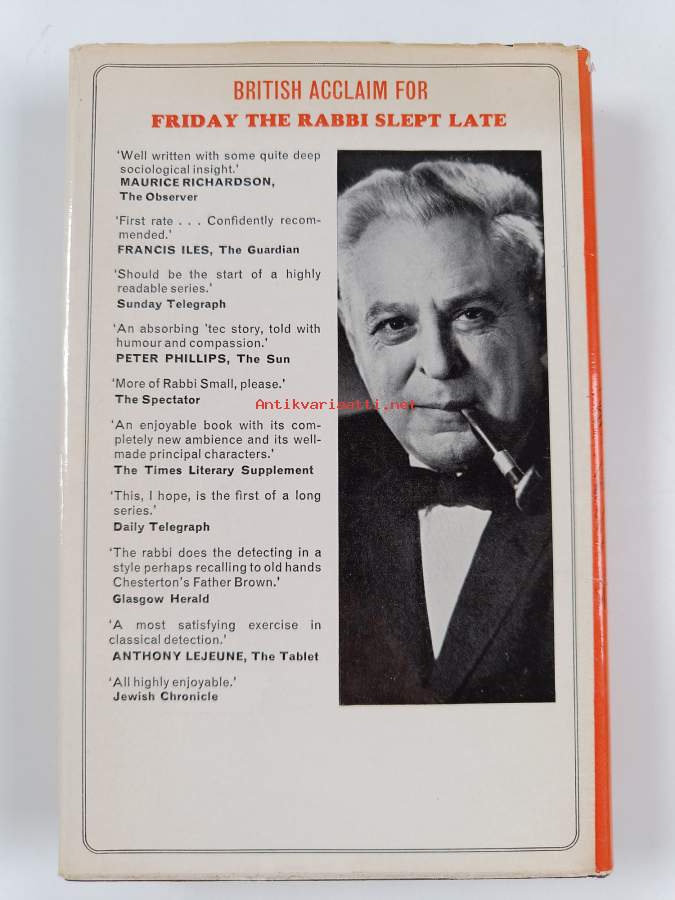 BRITISH ACCLAIM FOR
FRIDAY THE RABBI SLEPT LATE
'Well written with some quite deep
sociological insight.'
MAURICE RICHARDSON,
The Observer
'First rate . . . Confidently recom-
mended.'
FRANCIS ILES, The Guardian
'Should be the start of a highly
readable series.'
Sunday Telegraph
'An absorbing 'tec story, told with
humour and compassion.'
PETER PHILLIPS, The Sun
'More of Rabbi Small, please.'
The Spectator
'An enjoyable book with its com-
pletely new ambience and its well-
made principal characters.'
The Times Literary Supplement
'This, I hope, is the first of a long
series.'
Daily Telegraph
'The rabbi does the detecting in a
style perhaps recalling to old hands
Chesterton's Father Brown.'
Glasgow Herald
'A most satisfying exercise in
classical detection.'
ANTHONY LEJEUNE, The Tablet
'All highly enjoyable.'
Jewish Chronicle
Antikvariaatti.net